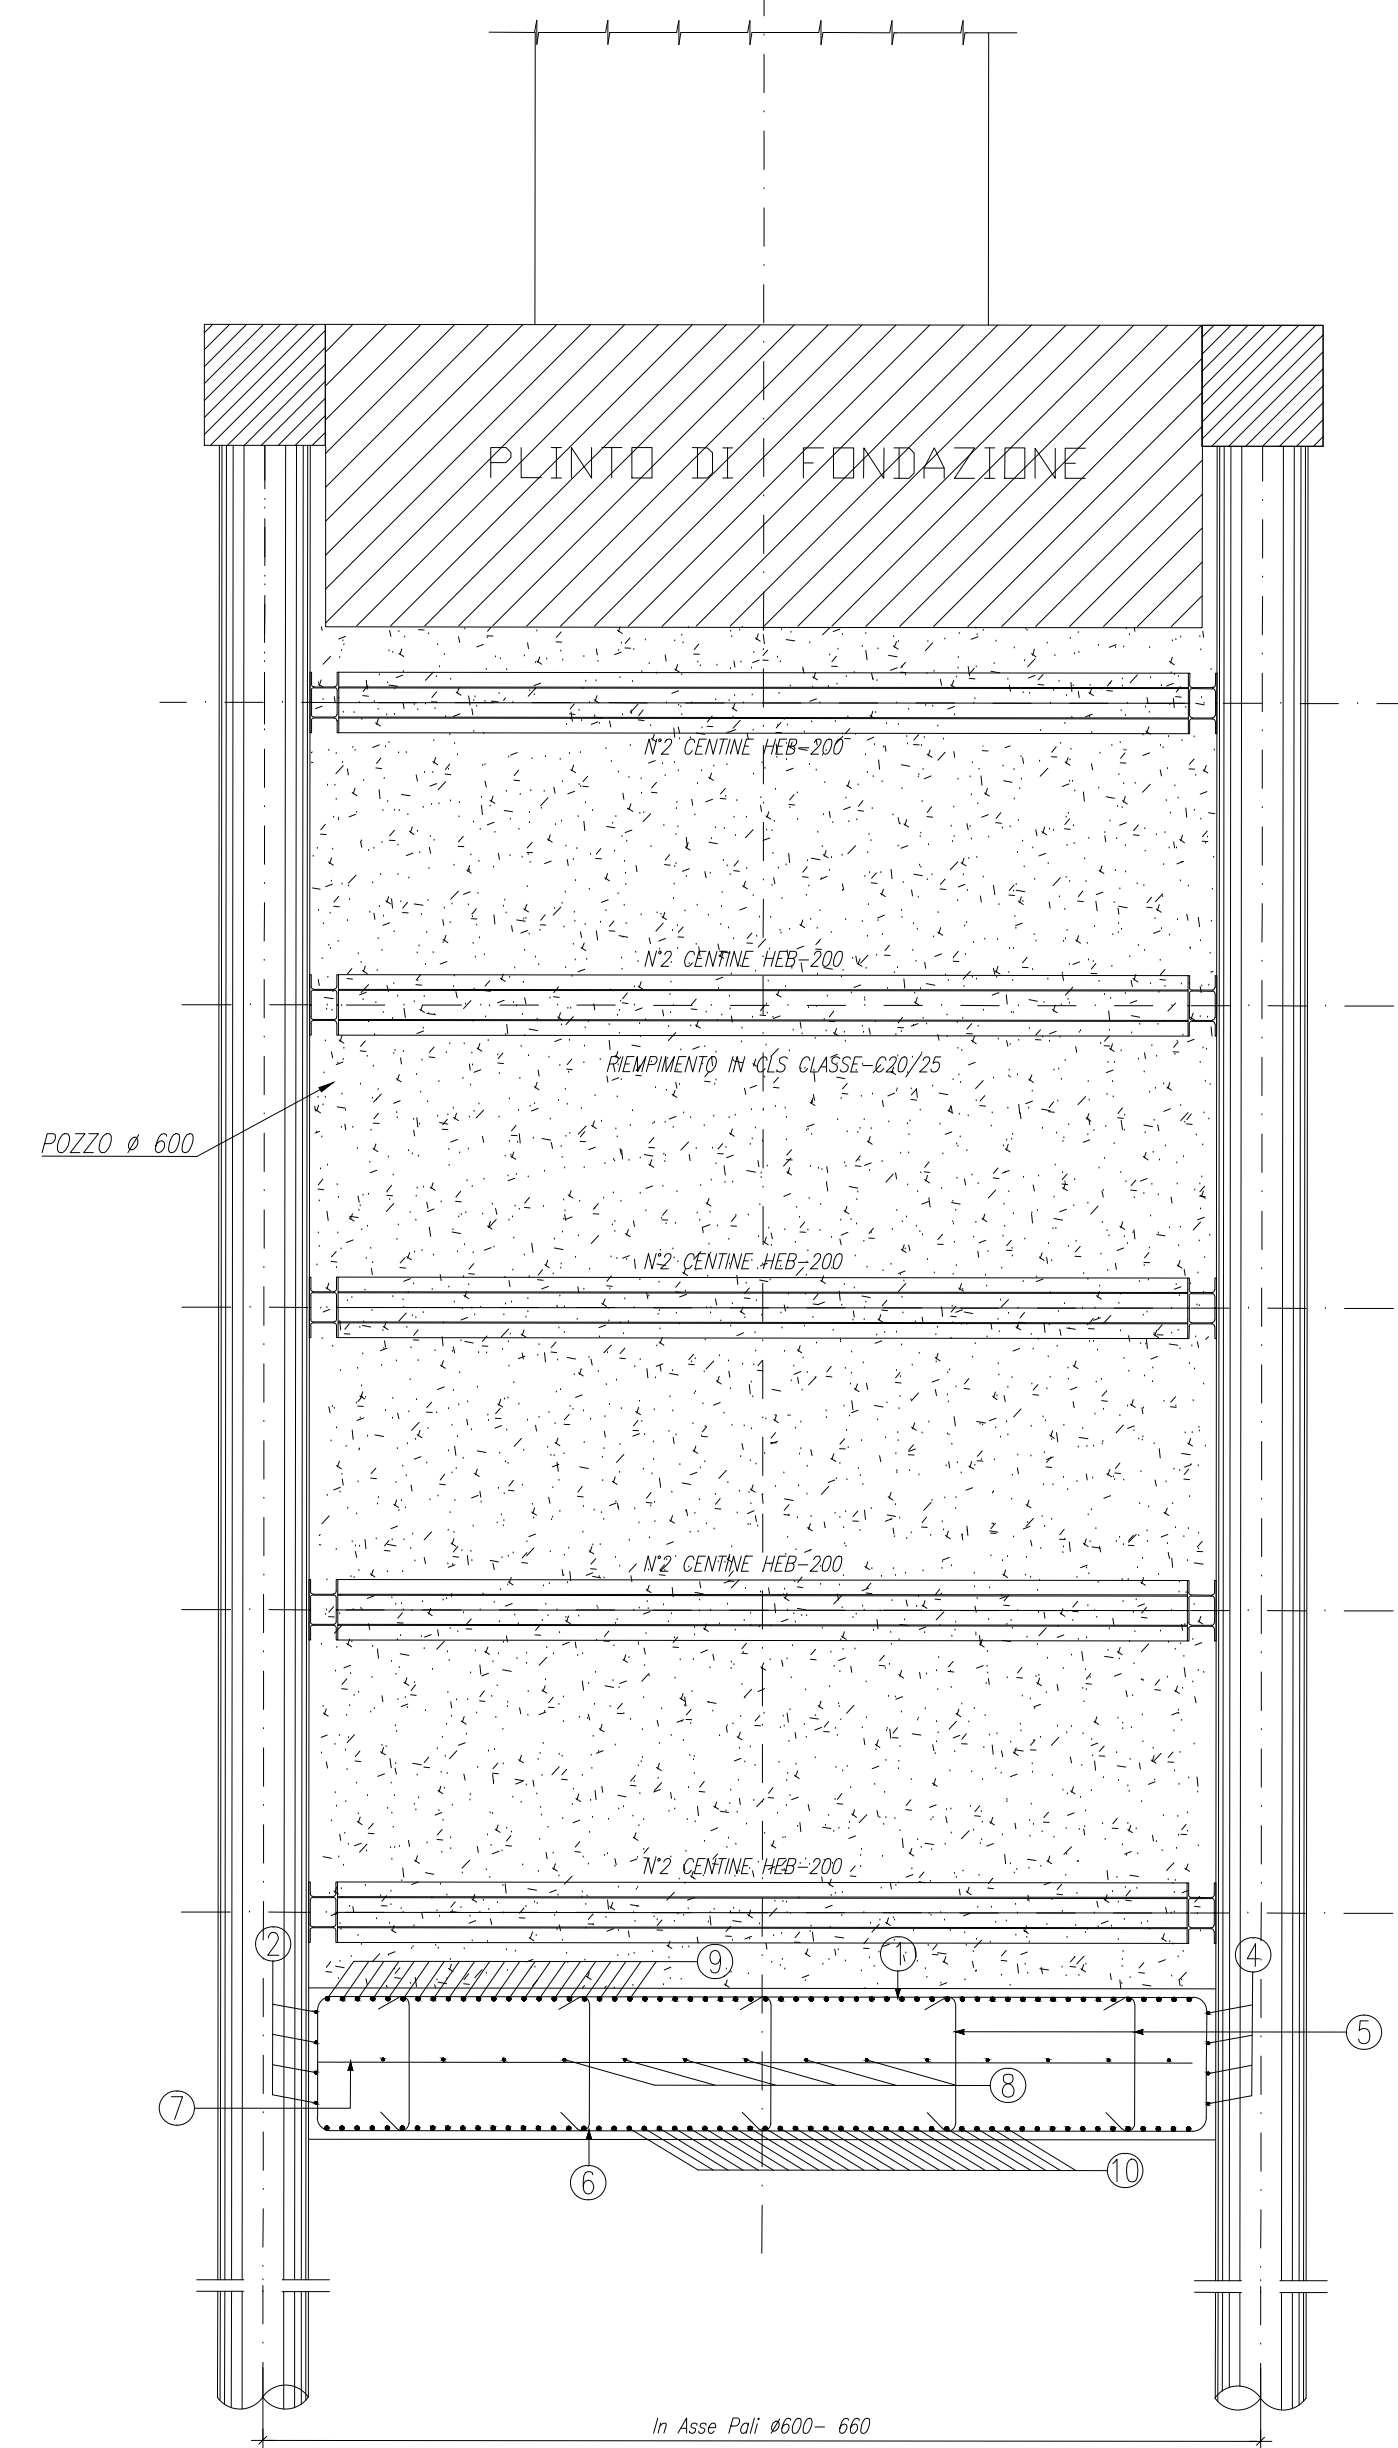 PLINTO DI FONDAZIONE
N°2 CENTINE HEB-200
N°2 CENTINE HEB-200
RIEMPIMENTO IN CLS CLASSE-C20/25
POZZO ø 600
N°2 CENTINE HEB-200
N°2 CENTINE HEB-200
N°2 CENTINE HEB-200
2
9
1
4
5
8
7
6
10
In Asse Pali ø600- 660